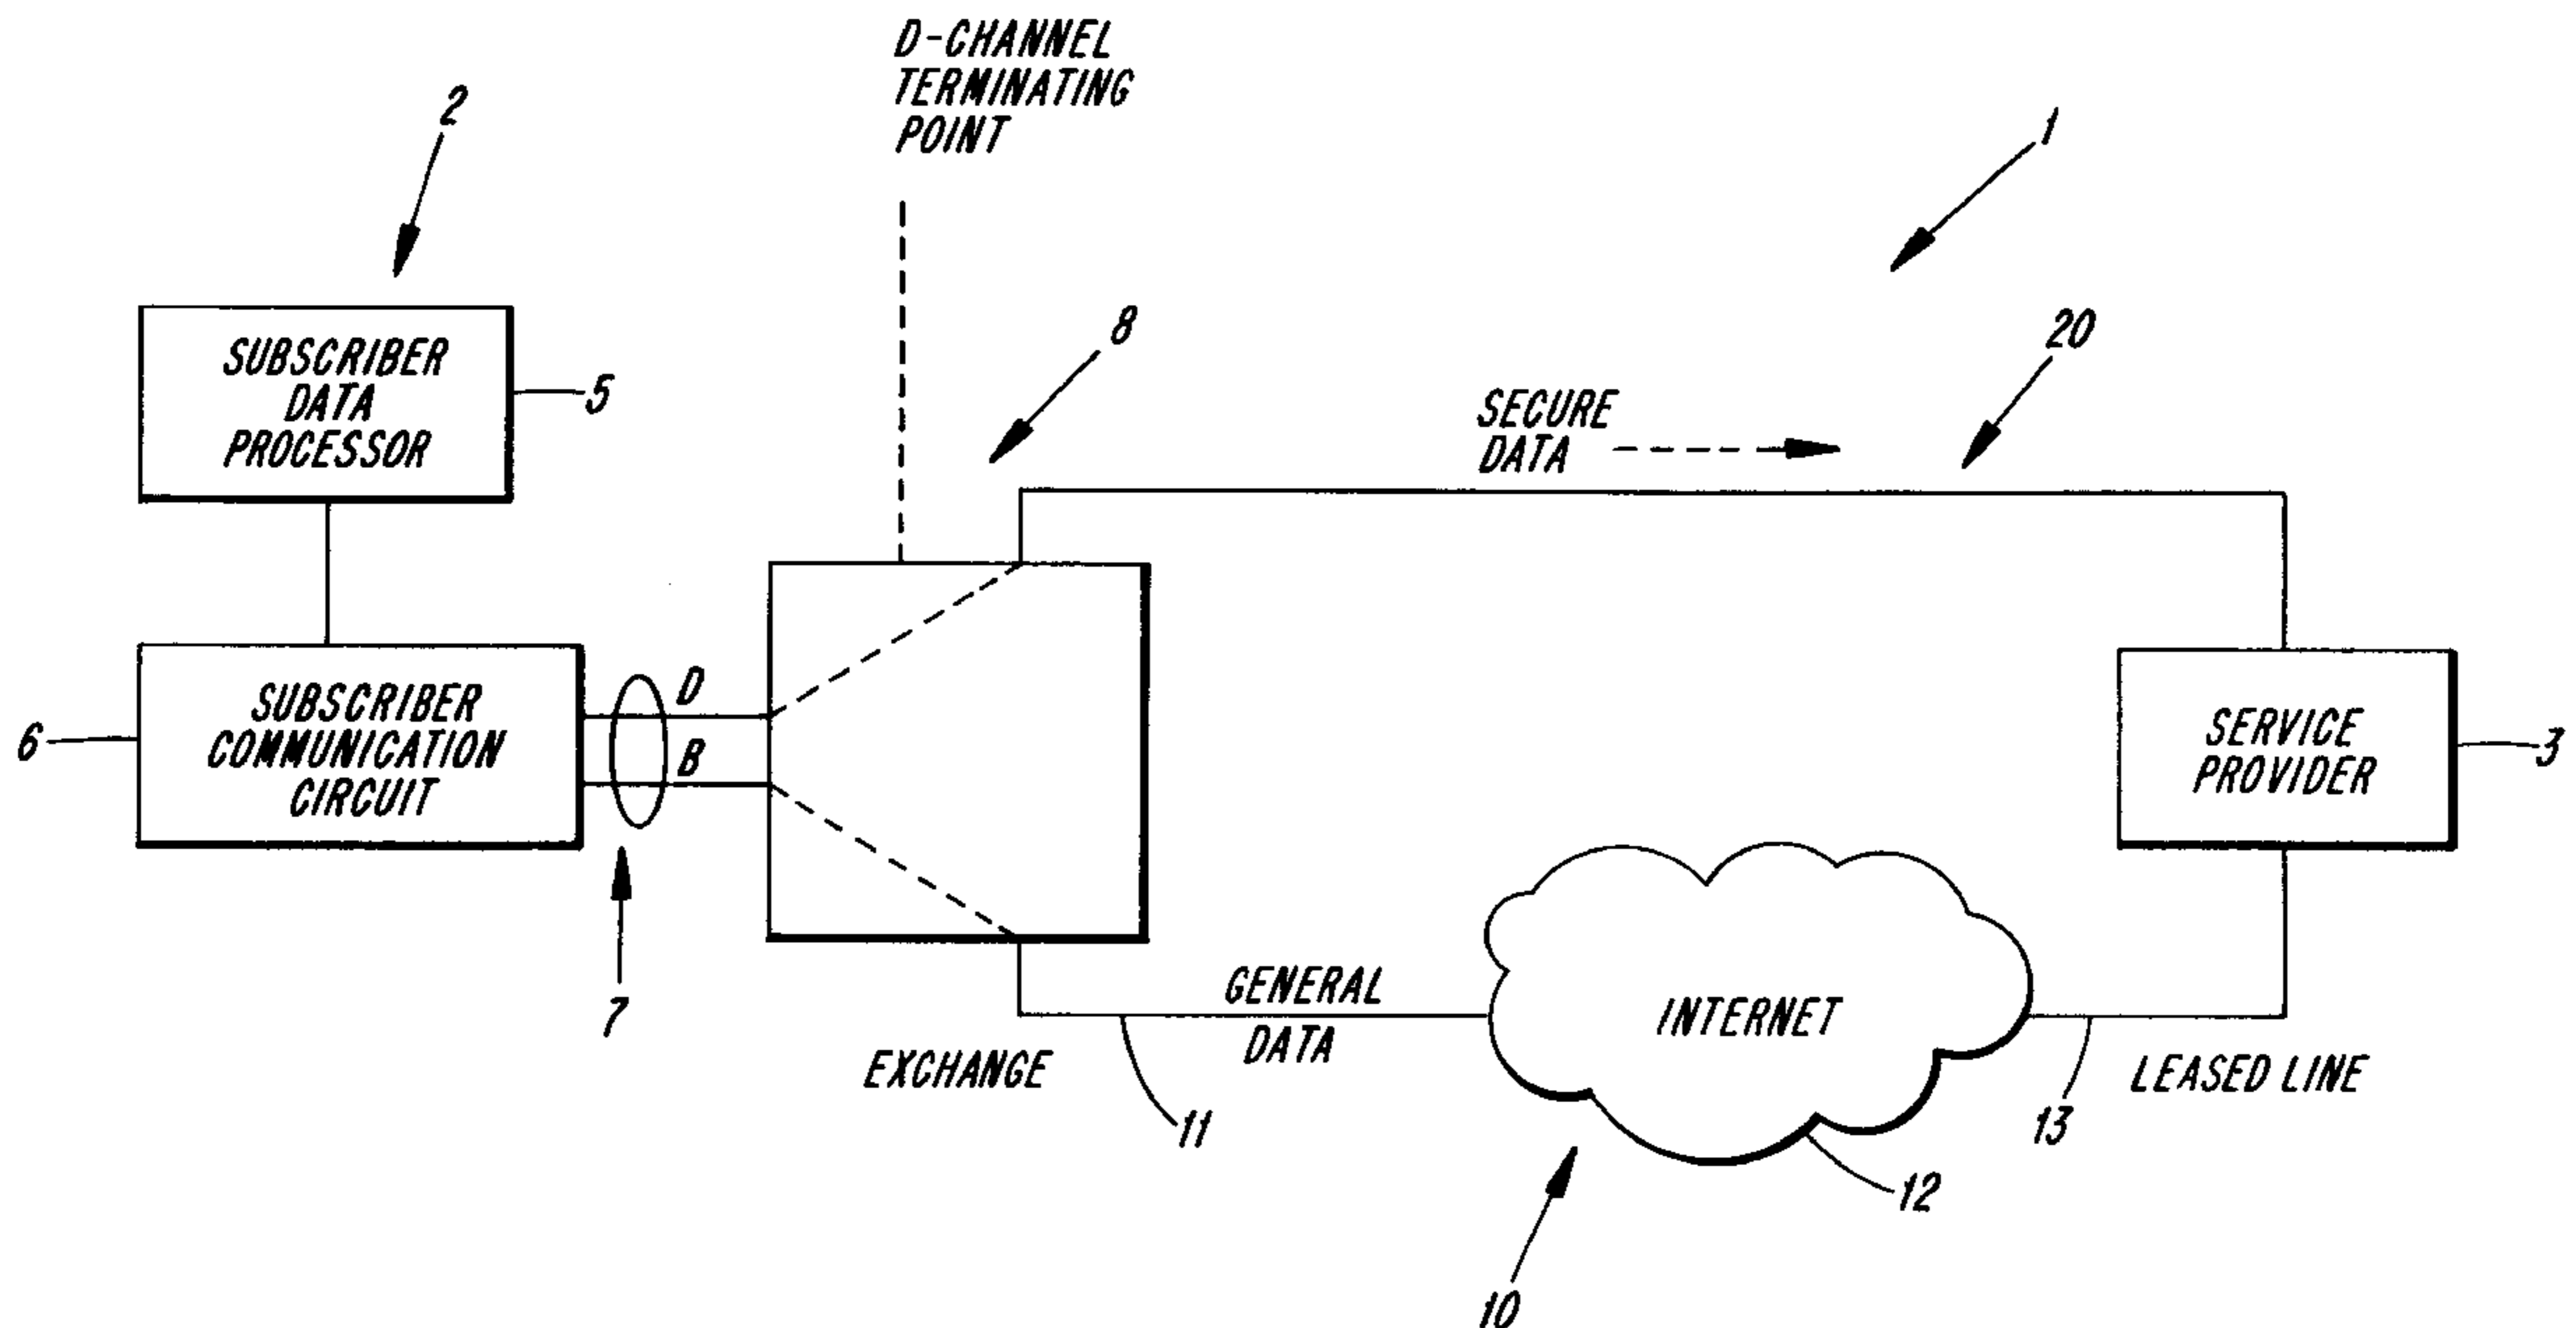 D-CHANNEL
TERMINATING
POINT
2
1
8
20
SUBSCRIBER
DATA
PROCESSOR
5
SECURE
DATA
SUBSCRIBER
COMMUNICATION
CIRCUIT
6
D
B
7
SERVICE
PROVIDER
3
GENERAL
DATA
EXCHANGE
11
INTERNET
12
10
13
LEASED LINE